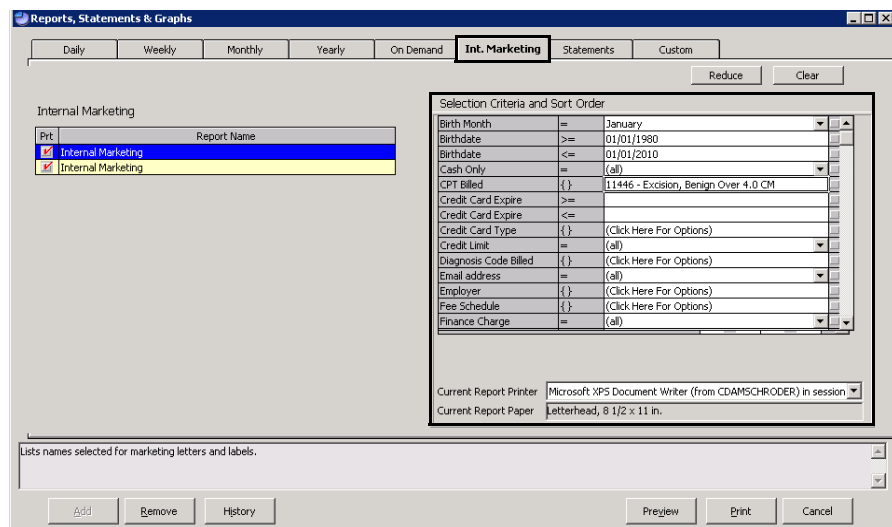 Reports, Statements & Graphs
Daily Weekly Monthly Yearly On Demand Int. Marketing Statements Custom
Reduce Clear
Internal Marketing
Prt Report Name
Internal Marketing
Internal Marketing
Selection Criteria and Sort Order
Birth Month = January
Birthdate >= 01/01/1980
Birthdate <= 01/01/2010
Cash Only = (all)
CPT Billed {} 11446 - Excision, Benign Over 4.0 CM
Credit Card Expire >=
Credit Card Expire <=
Credit Card Type {} (Click Here For Options)
Credit Limit = (all)
Diagnosis Code Billed {} (Click Here For Options)
Email address = (all)
Employer {} (Click Here For Options)
Fee Schedule {} (Click Here For Options)
Finance Charge = (all)
Current Report Printer Microsoft XPS Document Writer (from CDAMSCHRODER) in session
Current Report Paper Letterhead, 8 1/2 x 11 in.
Lists names selected for marketing letters and labels.
Add Remove History Preview Print Cancel